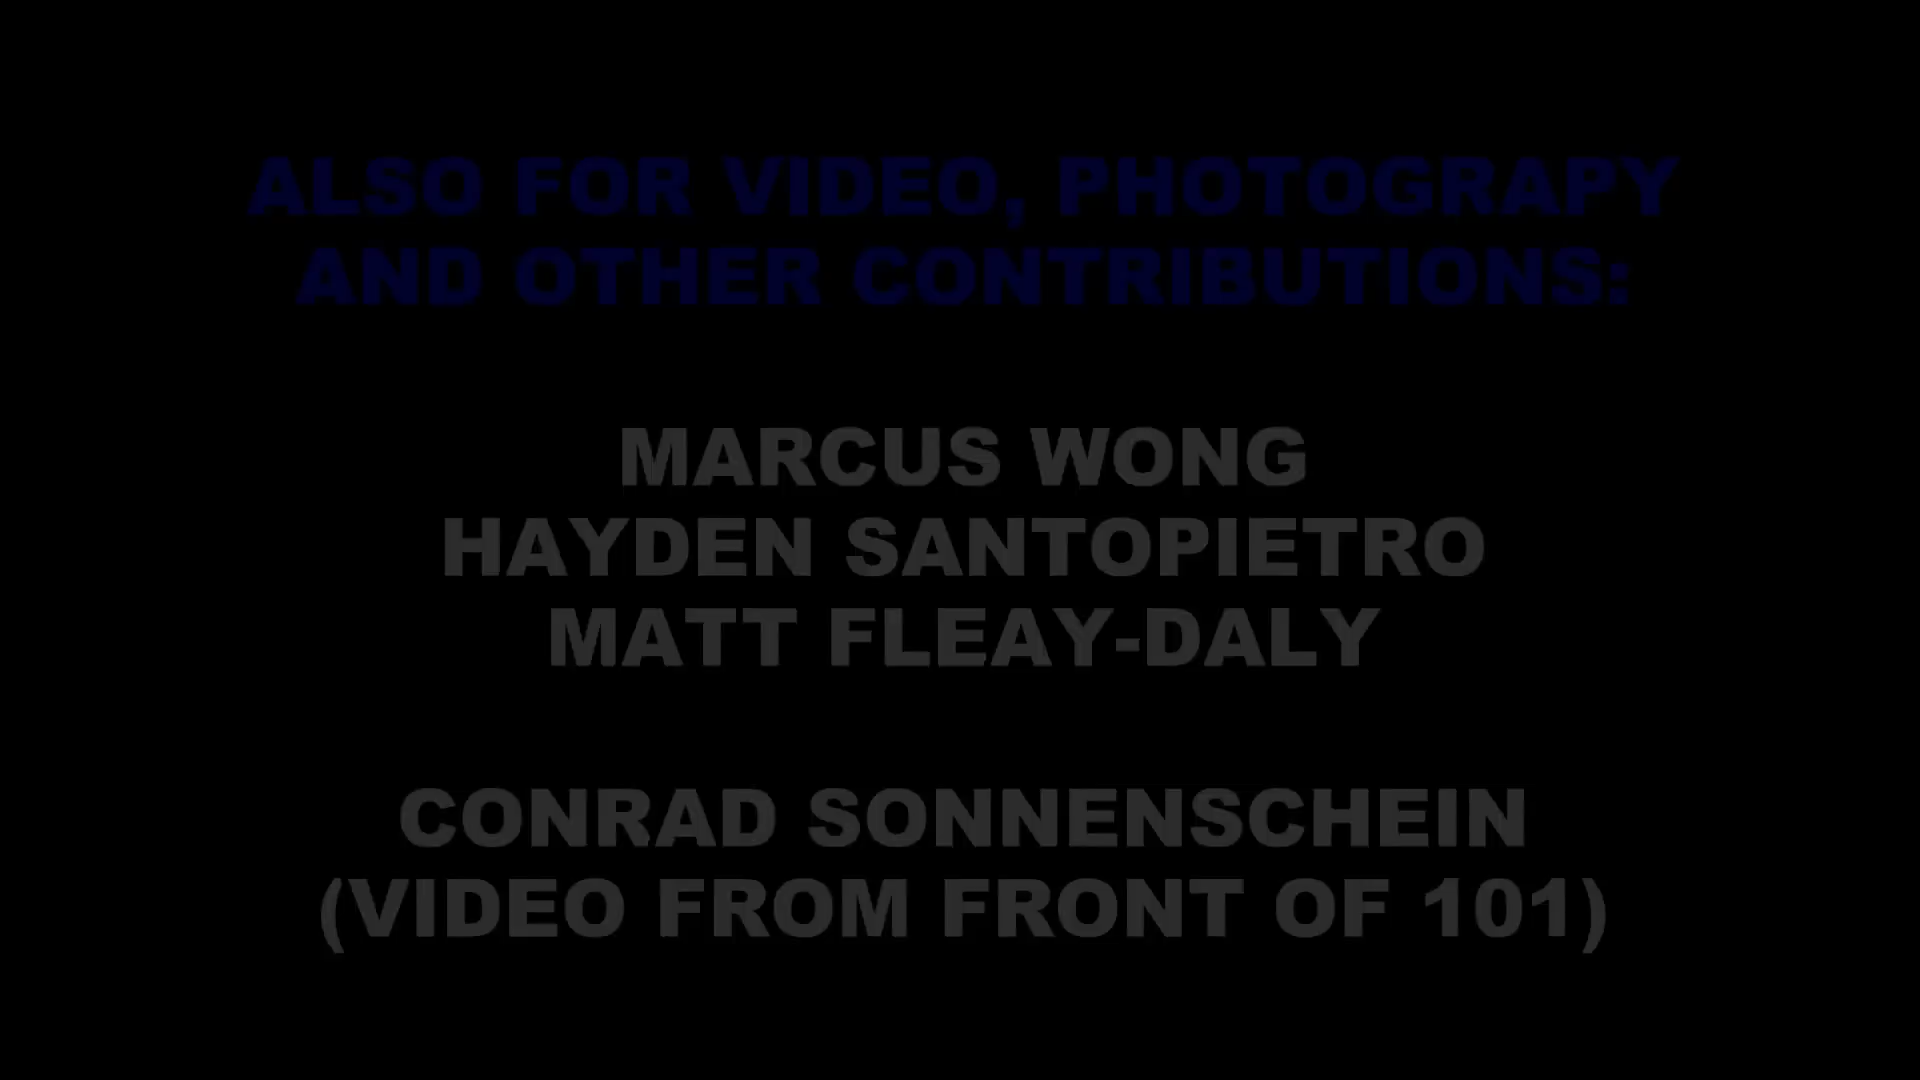 ALSO FOR VIDEO, PHOTOGRAPY
AND OTHER CONTRIBUTIONS:
MARCUS WONG
HAYDEN SANTOPIETRO
MATT FLEAY-DALY
CONRAD SONNENSCHEIN
(VIDEO FROM FRONT OF 101)